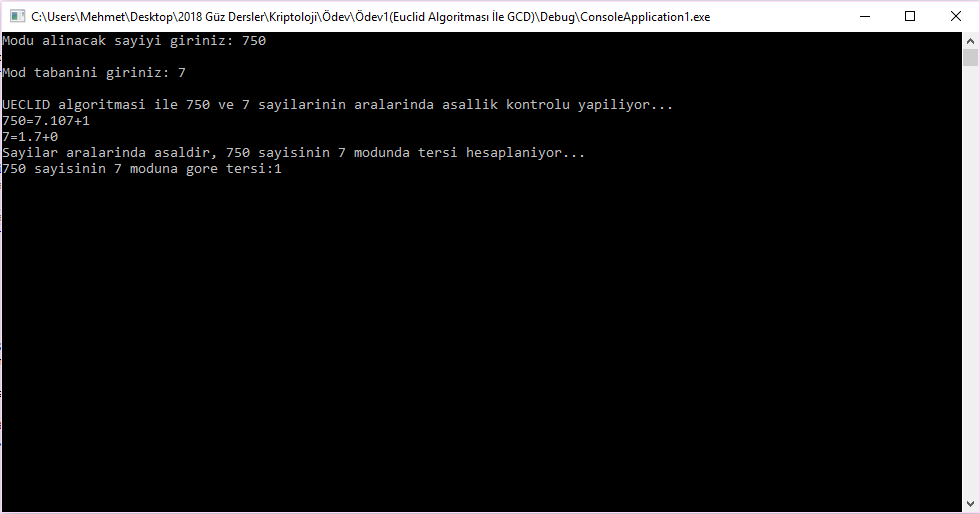 C:\Users\Mehmet\Desktop\2018 Güz Dersler\Kriptoloji\Ödev\Ödev1(Euclid Algoritması İle GCD)\Debug\ConsoleApplication1.exe
Modu alinacak sayiyi giriniz: 750
Mod tabanini giriniz: 7
UECLID algoritmasi ile 750 ve 7 sayilarinin aralarinda asallik kontrolu yapiliyor...
750=7.107+1
7=1.7+0
Sayilar aralarinda asaldir, 750 sayisinin 7 modunda tersi hesaplaniyor...
750 sayisinin 7 moduna gore tersi:1